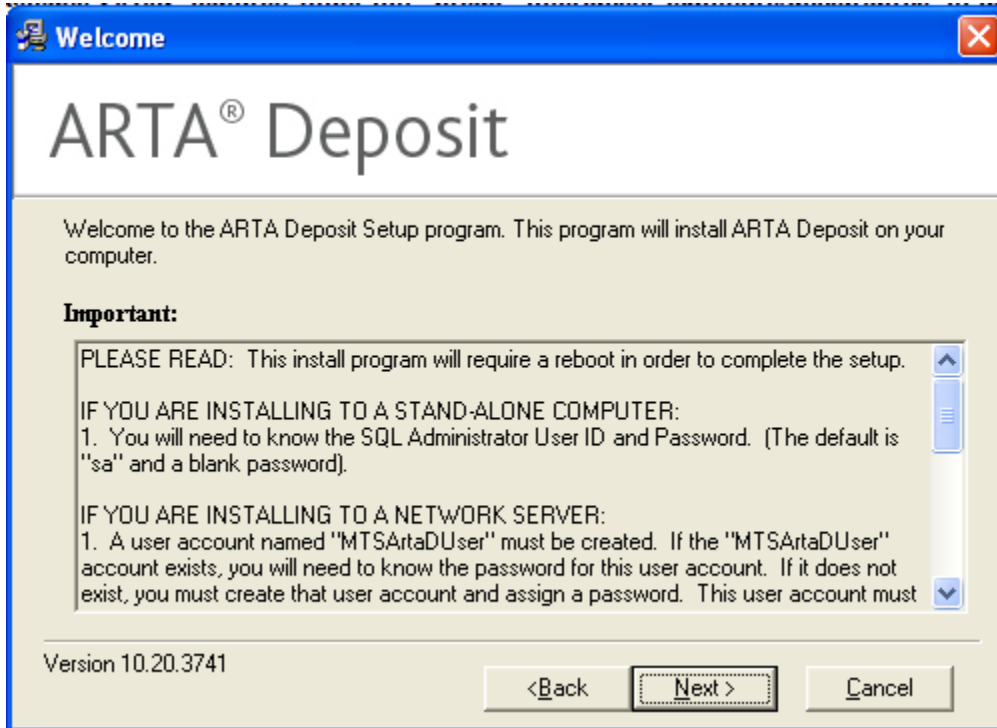 Welcome
ARTA® Deposit
Welcome to the ARTA Deposit Setup program. This program will install ARTA Deposit on your
computer.
Important:
PLEASE READ:  This install program will require a reboot in order to complete the setup.
IF YOU ARE INSTALLING TO A STAND-ALONE COMPUTER:
1.  You will need to know the SQL Administrator User ID and Password.  (The default is
"sa" and a blank password).
IF YOU ARE INSTALLING TO A NETWORK SERVER:
1.  A user account named "MTSArtaDUser" must be created.  If the "MTSArtaDUser"
account exists, you will need to know the password for this user account.  If it does not
exist, you must create that user account and assign a password.  This user account must
Version 10.20.3741
<Back
Next >
Cancel